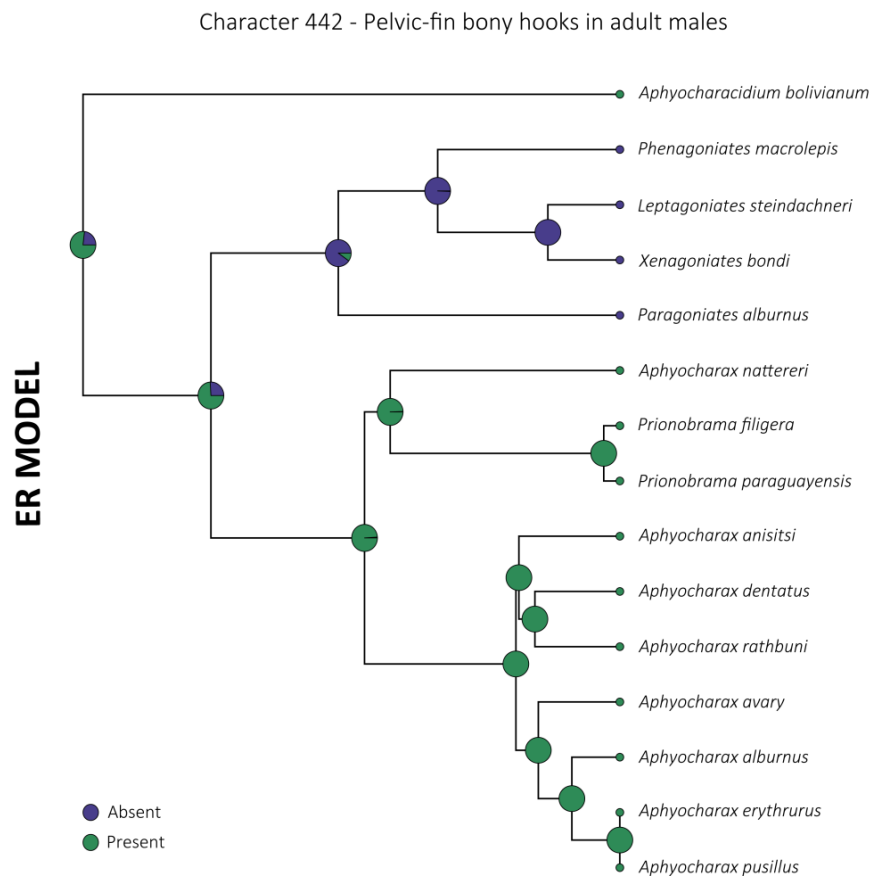 Character 442 - Pelvic-fin bony hooks in adult males
Aphyocharacidium bolivianum
Phenagoniates macrolepis
Leptagoniates steindachneri
Xenagoniates bondi
Paragoniates alburnus
ER MODEL
Aphyocharax nattereri
Prionobrama filigera
Prionobrama paraguayensis
Aphyocharax anisitsi
Aphyocharax dentatus
Aphyocharax rathbuni
Aphyocharax avary
Aphyocharax alburnus
Aphyocharax erythrurus
Aphyocharax pusillus
Absent
Present